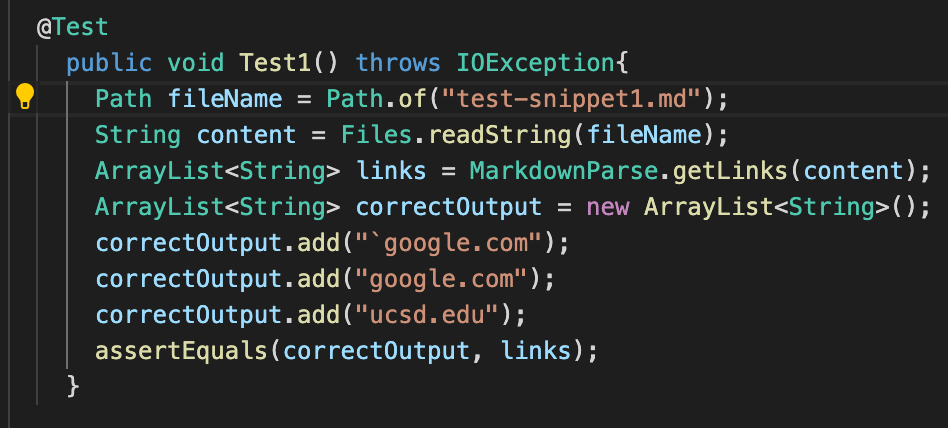 @Test
public void Test1() throws IOException{
Path fileName = Path.of("test-snippet1.md");
String content = Files.readString(fileName);
ArrayList<String> links = MarkdownParse.getLinks(content);
ArrayList<String> correctOutput = new ArrayList<String>();
correctOutput.add("`google.com");
correctOutput.add("google.com");
correctOutput.add("ucsd.edu");
assertEquals(correctOutput, links);
}